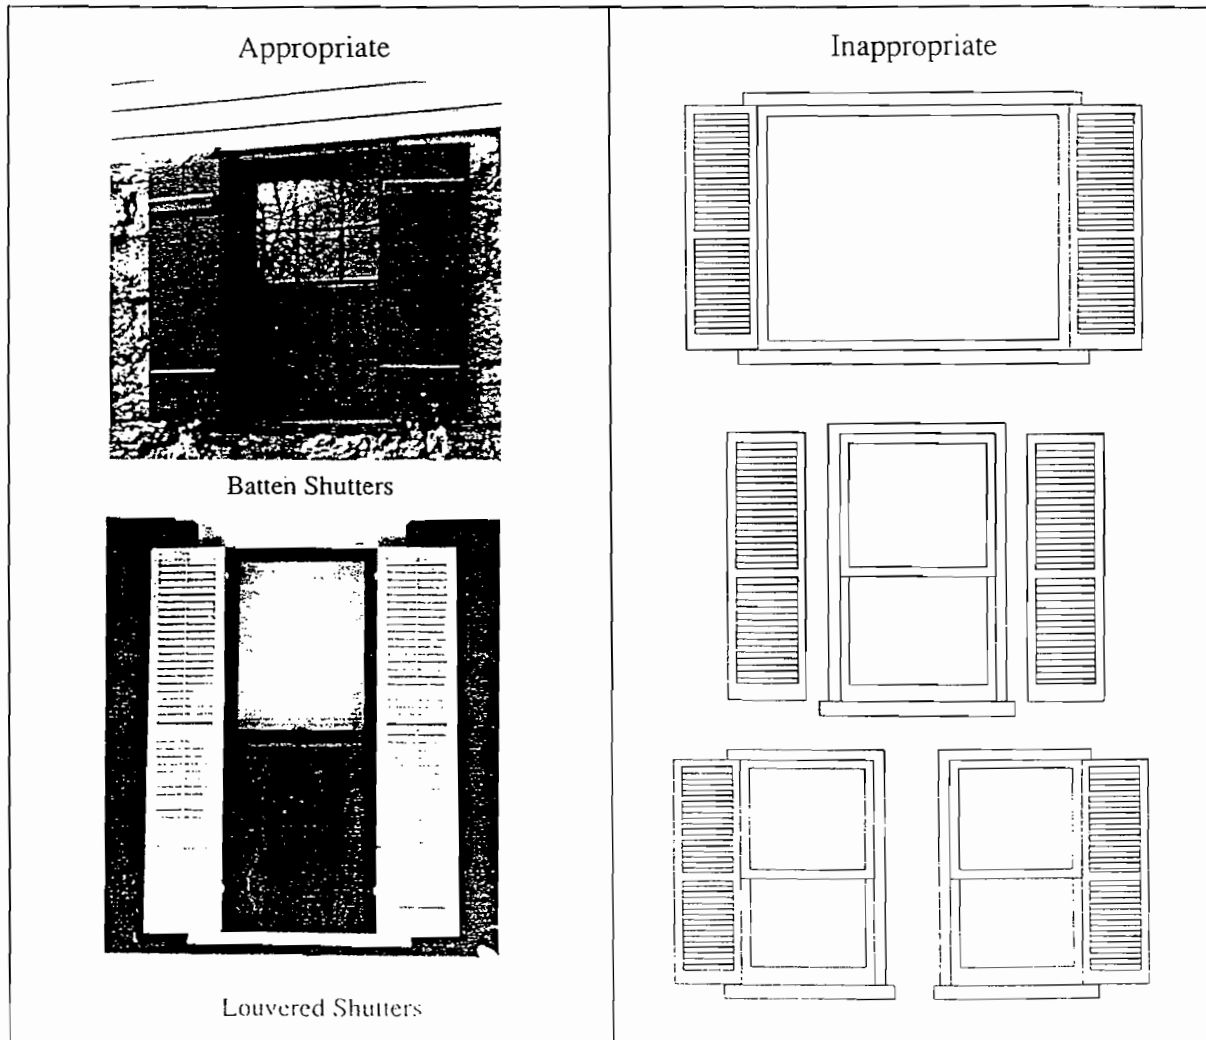 Appropriate
Batten Shutters
Louvered Shutters
Inappropriate